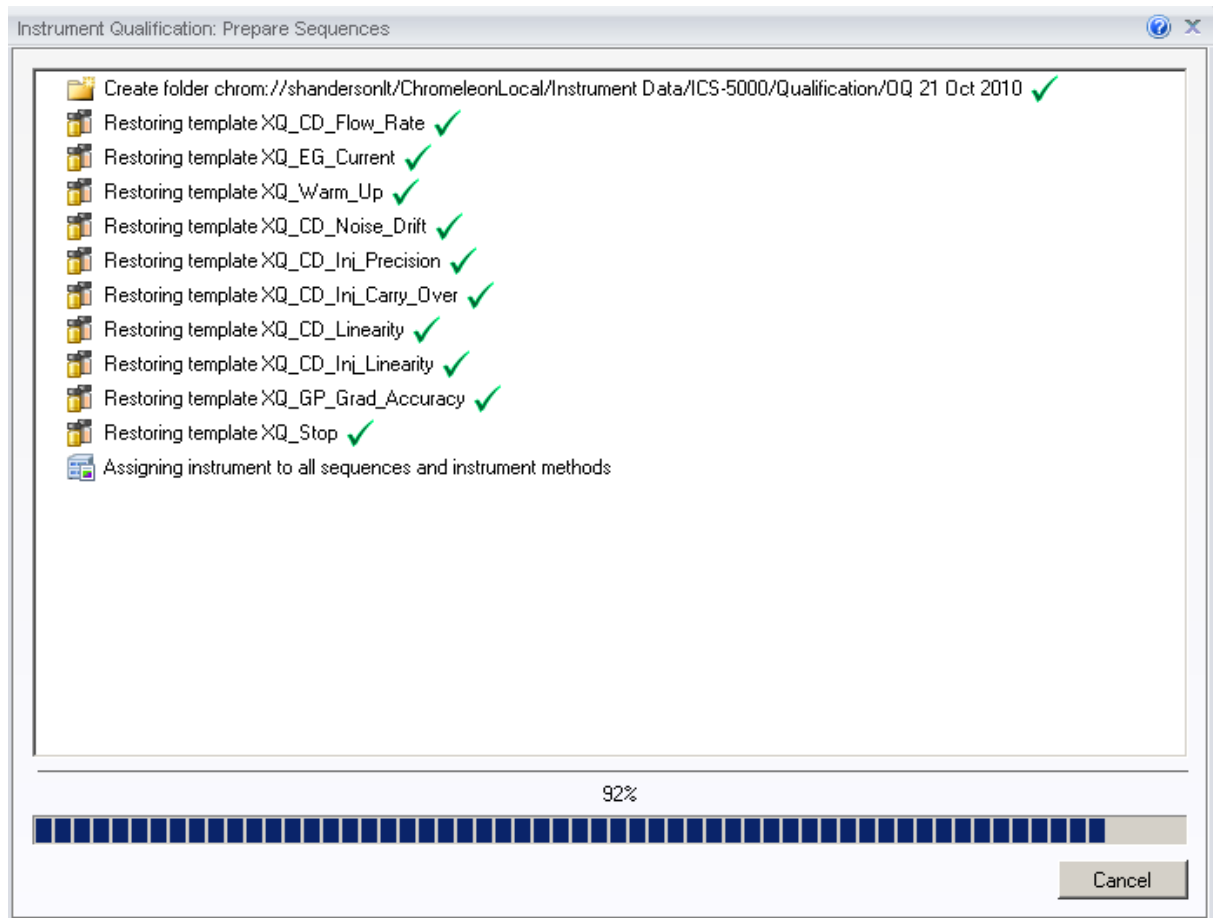 Instrument Qualification: Prepare Sequences
Create folder chrom://shandersonlt/ChromeleonLocal/Instrument Data/ICS-5000/Qualification/OQ 21 Oct 2010
Restoring template XQ_CD_Flow_Rate
Restoring template XQ_EG_Current
Restoring template XQ_Warm_Up
Restoring template XQ_CD_Noise_Drift
Restoring template XQ_CD_Inj_Precision
Restoring template XQ_CD_Inj_Carry_Over
Restoring template XQ_CD_Linearity
Restoring template XQ_CD_Inj_Linearity
Restoring template XQ_GP_Grad_Accuracy
Restoring template XQ_Stop
Assigning instrument to all sequences and instrument methods
92%
Cancel